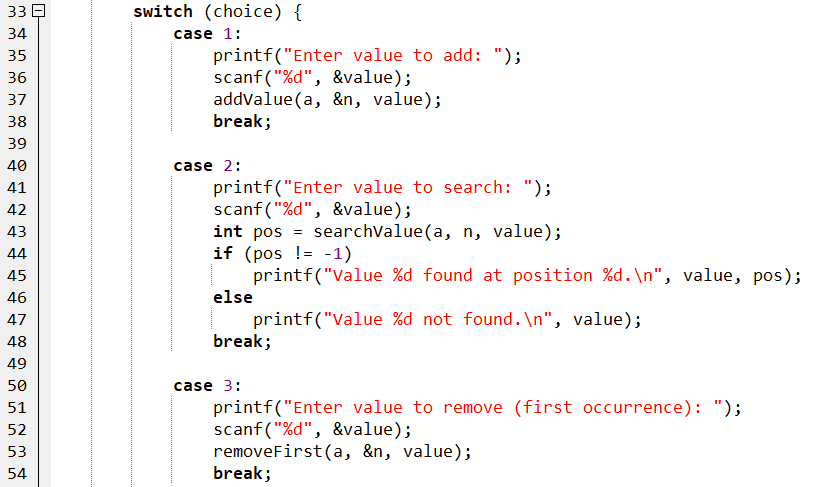 33 switch (choice) {
34 case 1:
35 printf("Enter value to add: ");
36 scanf("%d", &value);
37 addValue(a, &n, value);
38 break;
39
40 case 2:
41 printf("Enter value to search: ");
42 scanf("%d", &value);
43 int pos = searchValue(a, n, value);
44 if (pos != -1)
45 printf("Value %d found at position %d.\n", value, pos);
46 else
47 printf("Value %d not found.\n", value);
48 break;
49
50 case 3:
51 printf("Enter value to remove (first occurrence): ");
52 scanf("%d", &value);
53 removeFirst(a, &n, value);
54 break;